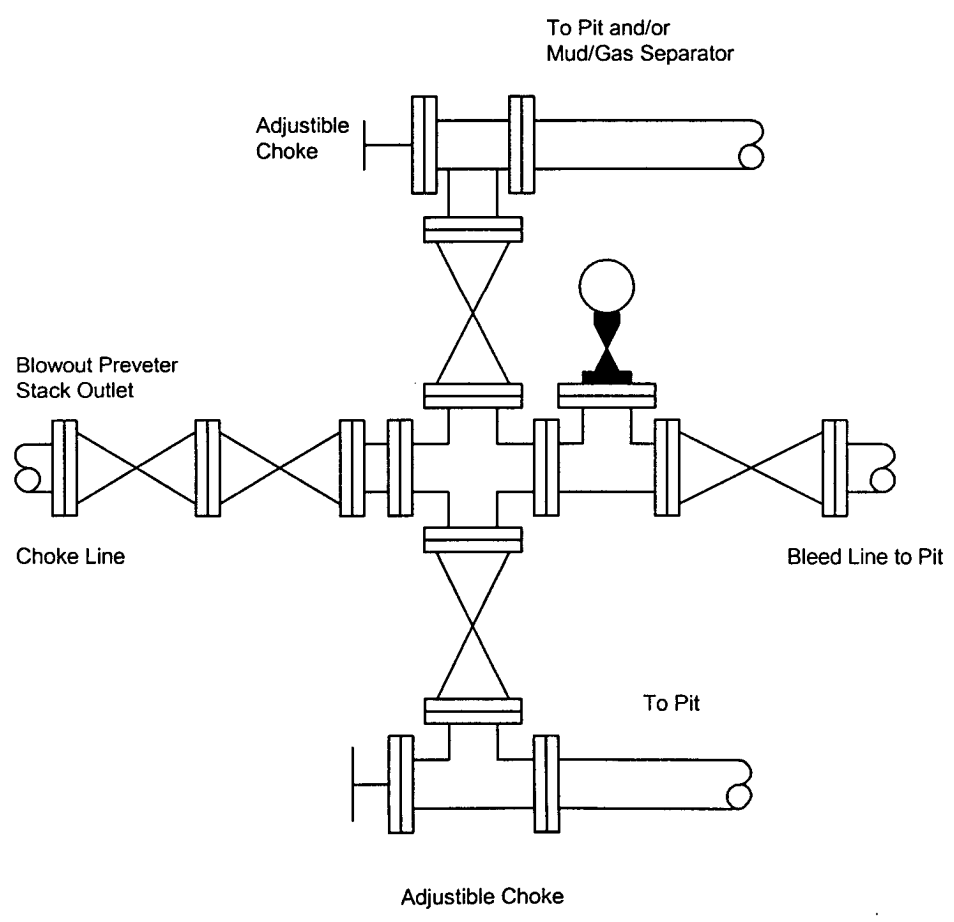 To Pit and/or
Mud/Gas Separator
Adjustible
Choke
Blowout Preveter
Stack Outlet
Choke Line
Bleed Line to Pit
To Pit
Adjustible Choke